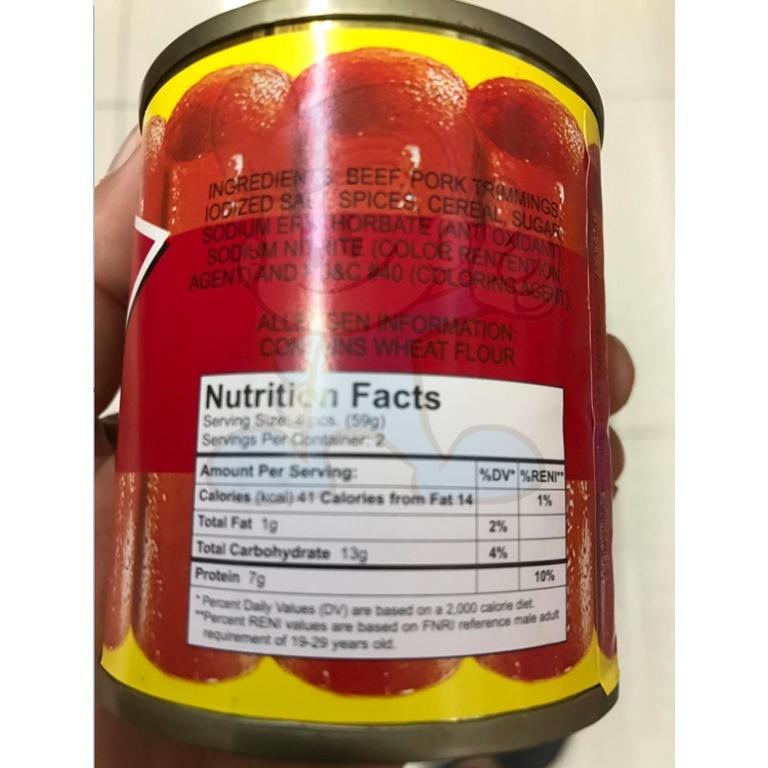 INGREDIENTS: BEEF, PORK TRIMMINGS,
IODIZED SALT, SPICES, CEREAL, SUGAR,
SODIUM ERYTHORBATE (ANTI OXIDANT),
SODIUM NITRITE (COLOR RENTENTION
AGENT) AND FD&C #40 (COLORING AGENT).
ALLERGEN INFORMATION:
CONTAINS WHEAT FLOUR
Nutrition Facts
Serving Size: 4 pcs. (59g)
Servings Per Container: 2
Amount Per Serving: %DV* %RENI**
Calories (kcal) 41 Calories from Fat 14 1%
Total Fat 1g 2%
Total Carbohydrate 13g 4%
Protein 7g 10%
*Percent Daily Values (DV) are based on a 2,000 calorie diet.
**Percent RENI values are based on FNRI reference male adult
requirement of 19-29 years old.